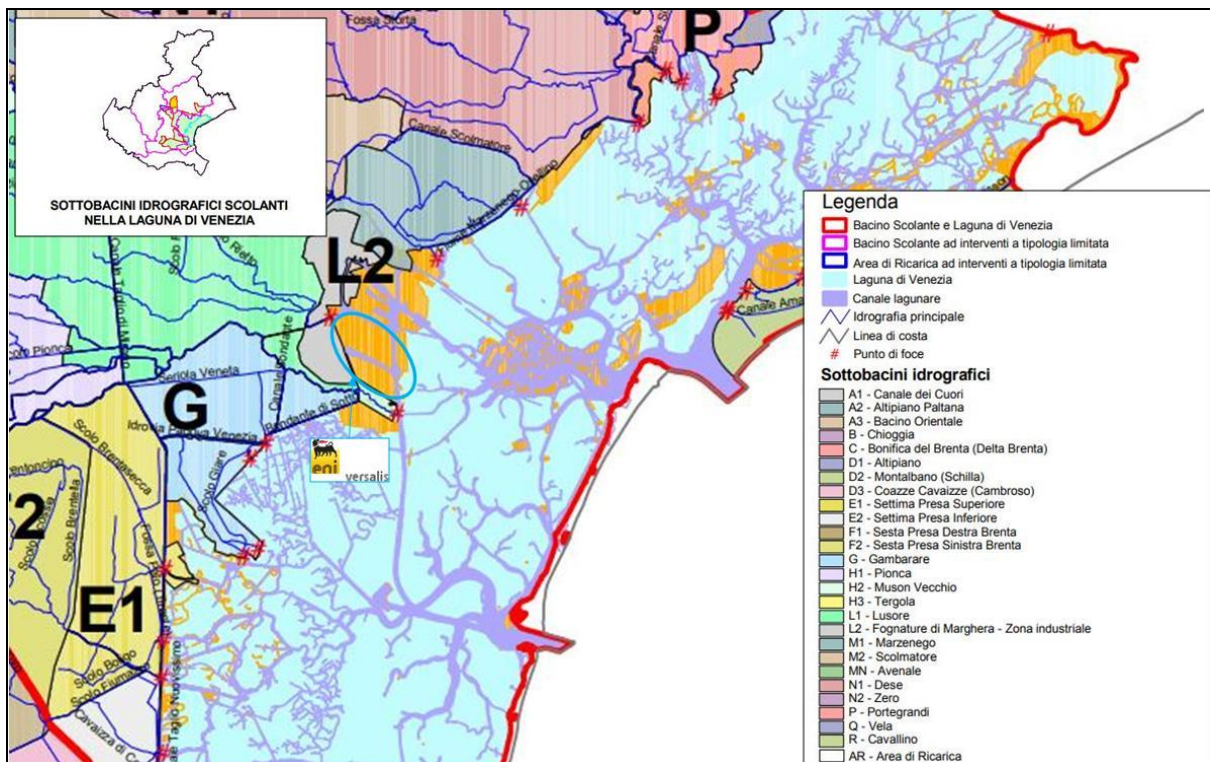 Fossa Storta
P
SOTTOBACINI IDROGRAFICI SCOLANTI
NELLA LAGUNA DI VENEZIA
Canale Scolmatore
L2
Seriola Veneta
G
Idrovia Padova Venezia
Scolo Brentasecca
Scolo Brentella
E1
eni
versalis
Legenda
Bacino Scolante e Laguna di Venezia
Bacino Scolante ad interventi a tipologia limitata
Area di Ricarica ad interventi a tipologia limitata
Laguna di Venezia
Canale lagunare
Idrografia principale
Linea di costa
# Punto di foce
Sottobacini idrografici
A1 - Canale dei Cuori
A2 - Altipiano Paltana
A3 - Bacino Orientale
B - Chioggia
C - Bonifica del Brenta (Delta Brenta)
D1 - Altipiano
D2 - Montalbano (Schilla)
D3 - Coazze Cavaizze (Cambroso)
E1 - Settima Presa Superiore
E2 - Settima Presa Inferiore
F1 - Sesta Presa Destra Brenta
F2 - Sesta Presa Sinistra Brenta
G - Gambarare
H1 - Pionca
H2 - Muson Vecchio
H3 - Tergola
L1 - Lusore
L2 - Fognature di Marghera - Zona industriale
M1 - Marzenego
M2 - Scolmatore
MN - Avenale
N1 - Dese
N2 - Zero
P - Portegrandi
Q - Vela
R - Cavallino
AR - Area di Ricarica